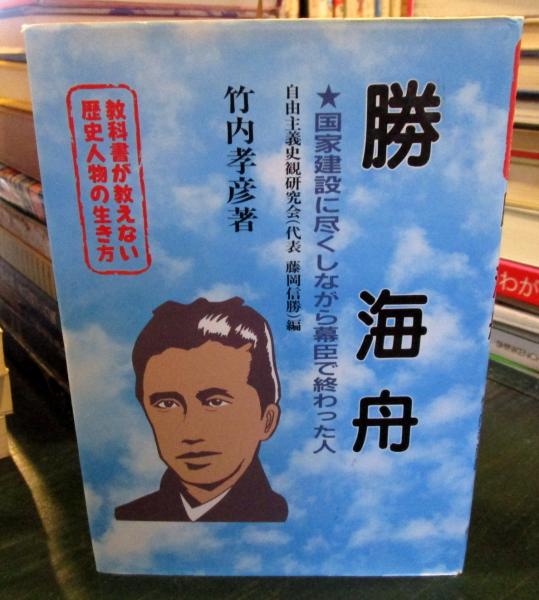 勝海舟
★国家建設に尽くしながら幕臣で終わった人
自由主義史観研究会(代表 藤岡信勝)編
竹内孝彦著
教科書が教えない
歴史人物の生き方
わが